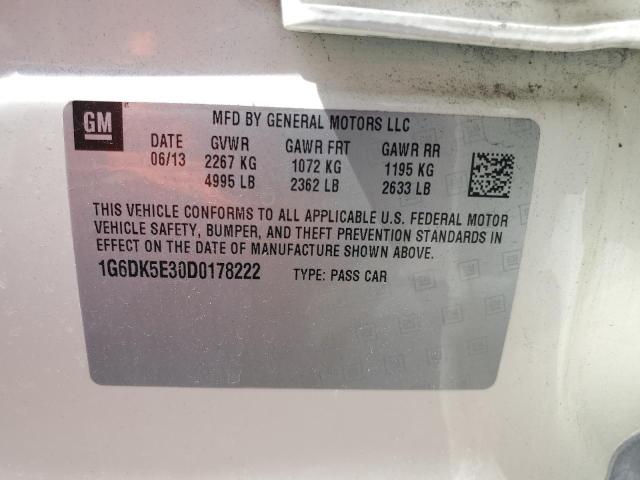 GM
MFD BY GENERAL MOTORS LLC
DATE GVWR GAWR FRT GAWR RR
06/13 2267 KG 1072 KG 1195 KG
4995 LB 2362 LB 2633 LB
THIS VEHICLE CONFORMS TO ALL APPLICABLE U.S. FEDERAL MOTOR
VEHICLE SAFETY, BUMPER, AND THEFT PREVENTION STANDARDS IN
EFFECT ON THE DATE OF MANUFACTURE SHOWN ABOVE.
1G6DK5E30D0178222 TYPE: PASS CAR